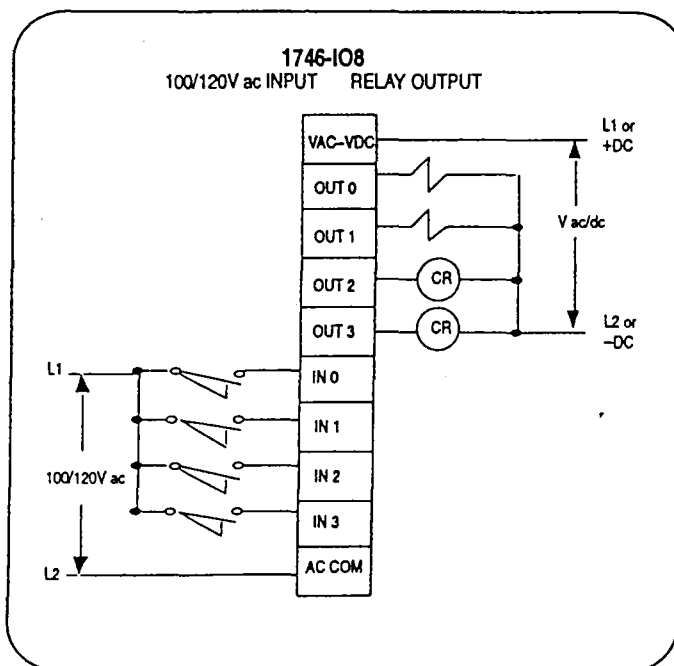 1746-IO8
100/120V ac INPUT RELAY OUTPUT
VAC–VDC
L1 or
+DC
OUT 0
OUT 1
V ac/dc
OUT 2
CR
OUT 3
CR
L2 or
–DC
L1
IN 0
IN 1
100/120V ac
IN 2
IN 3
L2
AC COM